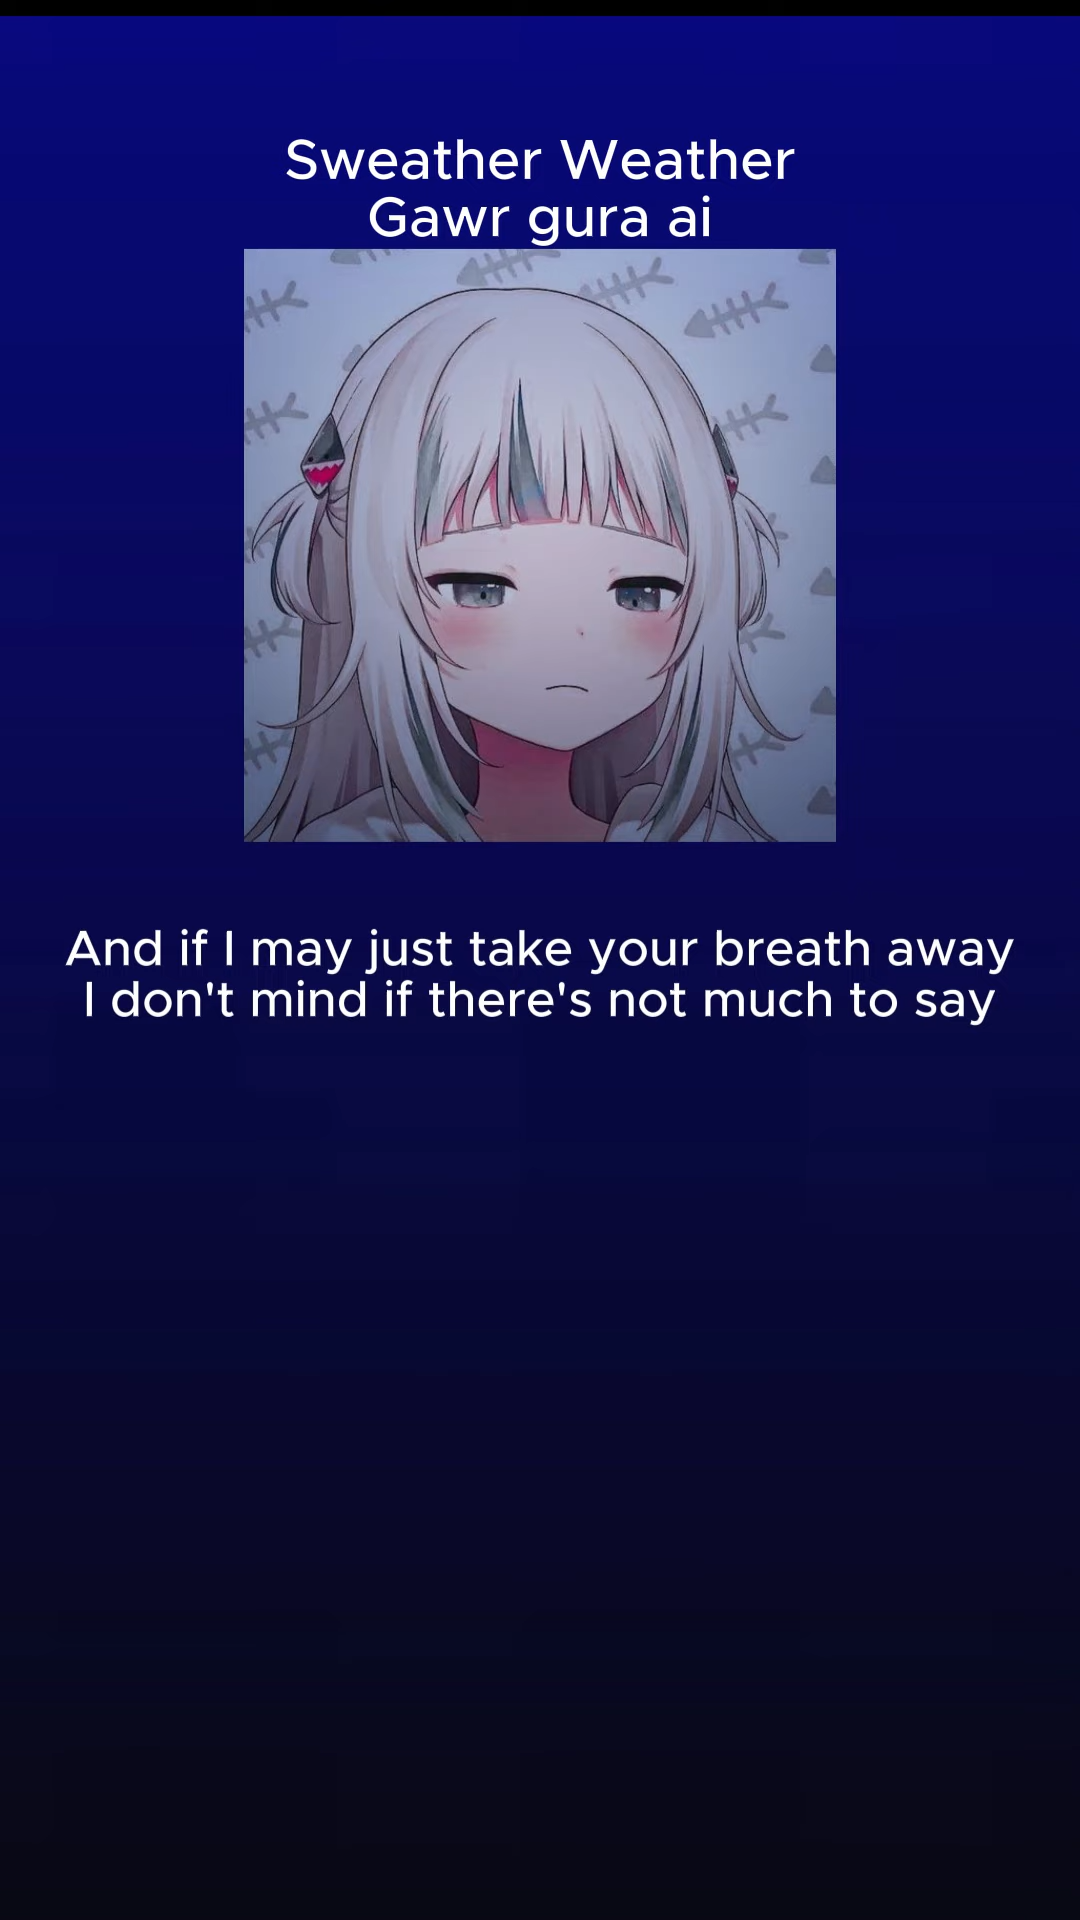 Sweather Weather
Gawr gura ai
And if I may just take your breath away
I don't mind if there's not much to say